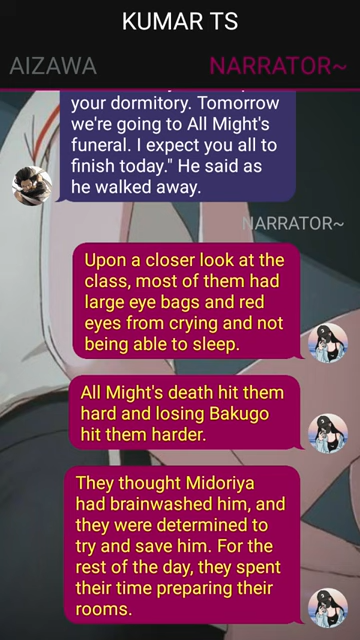 KUMAR TS
AIZAWA
NARRATOR~
your dormitory. Tomorrow
we're going to All Might's
funeral. I expect you all to
finish today." He said as
he walked away.
NARRATOR~
Upon a closer look at the
class, most of them had
large eye bags and red
eyes from crying and not
being able to sleep.
All Might's death hit them
hard and losing Bakugo
hit them harder.
They thought Midoriya
had brainwashed him, and
they were determined to
try and save him. For the
rest of the day, they spent
their time preparing their
rooms.